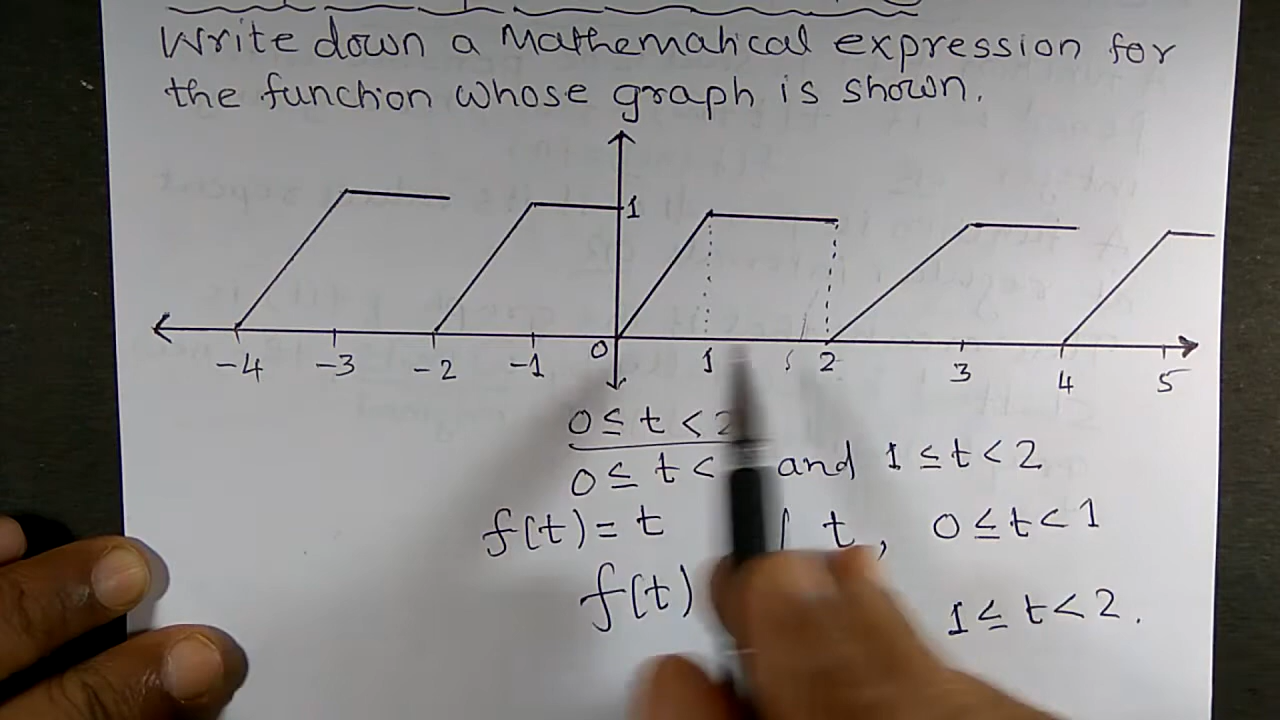 Write down a Mathematical expression for
the function whose graph is shown.
1
-4 -3 -2 -1 0 1 2 3 4 5
0 ≤ t < 2
0 ≤ t < and 1 ≤ t < 2
f(t) = t
t, 0 ≤ t < 1
f(t)
1 ≤ t < 2.